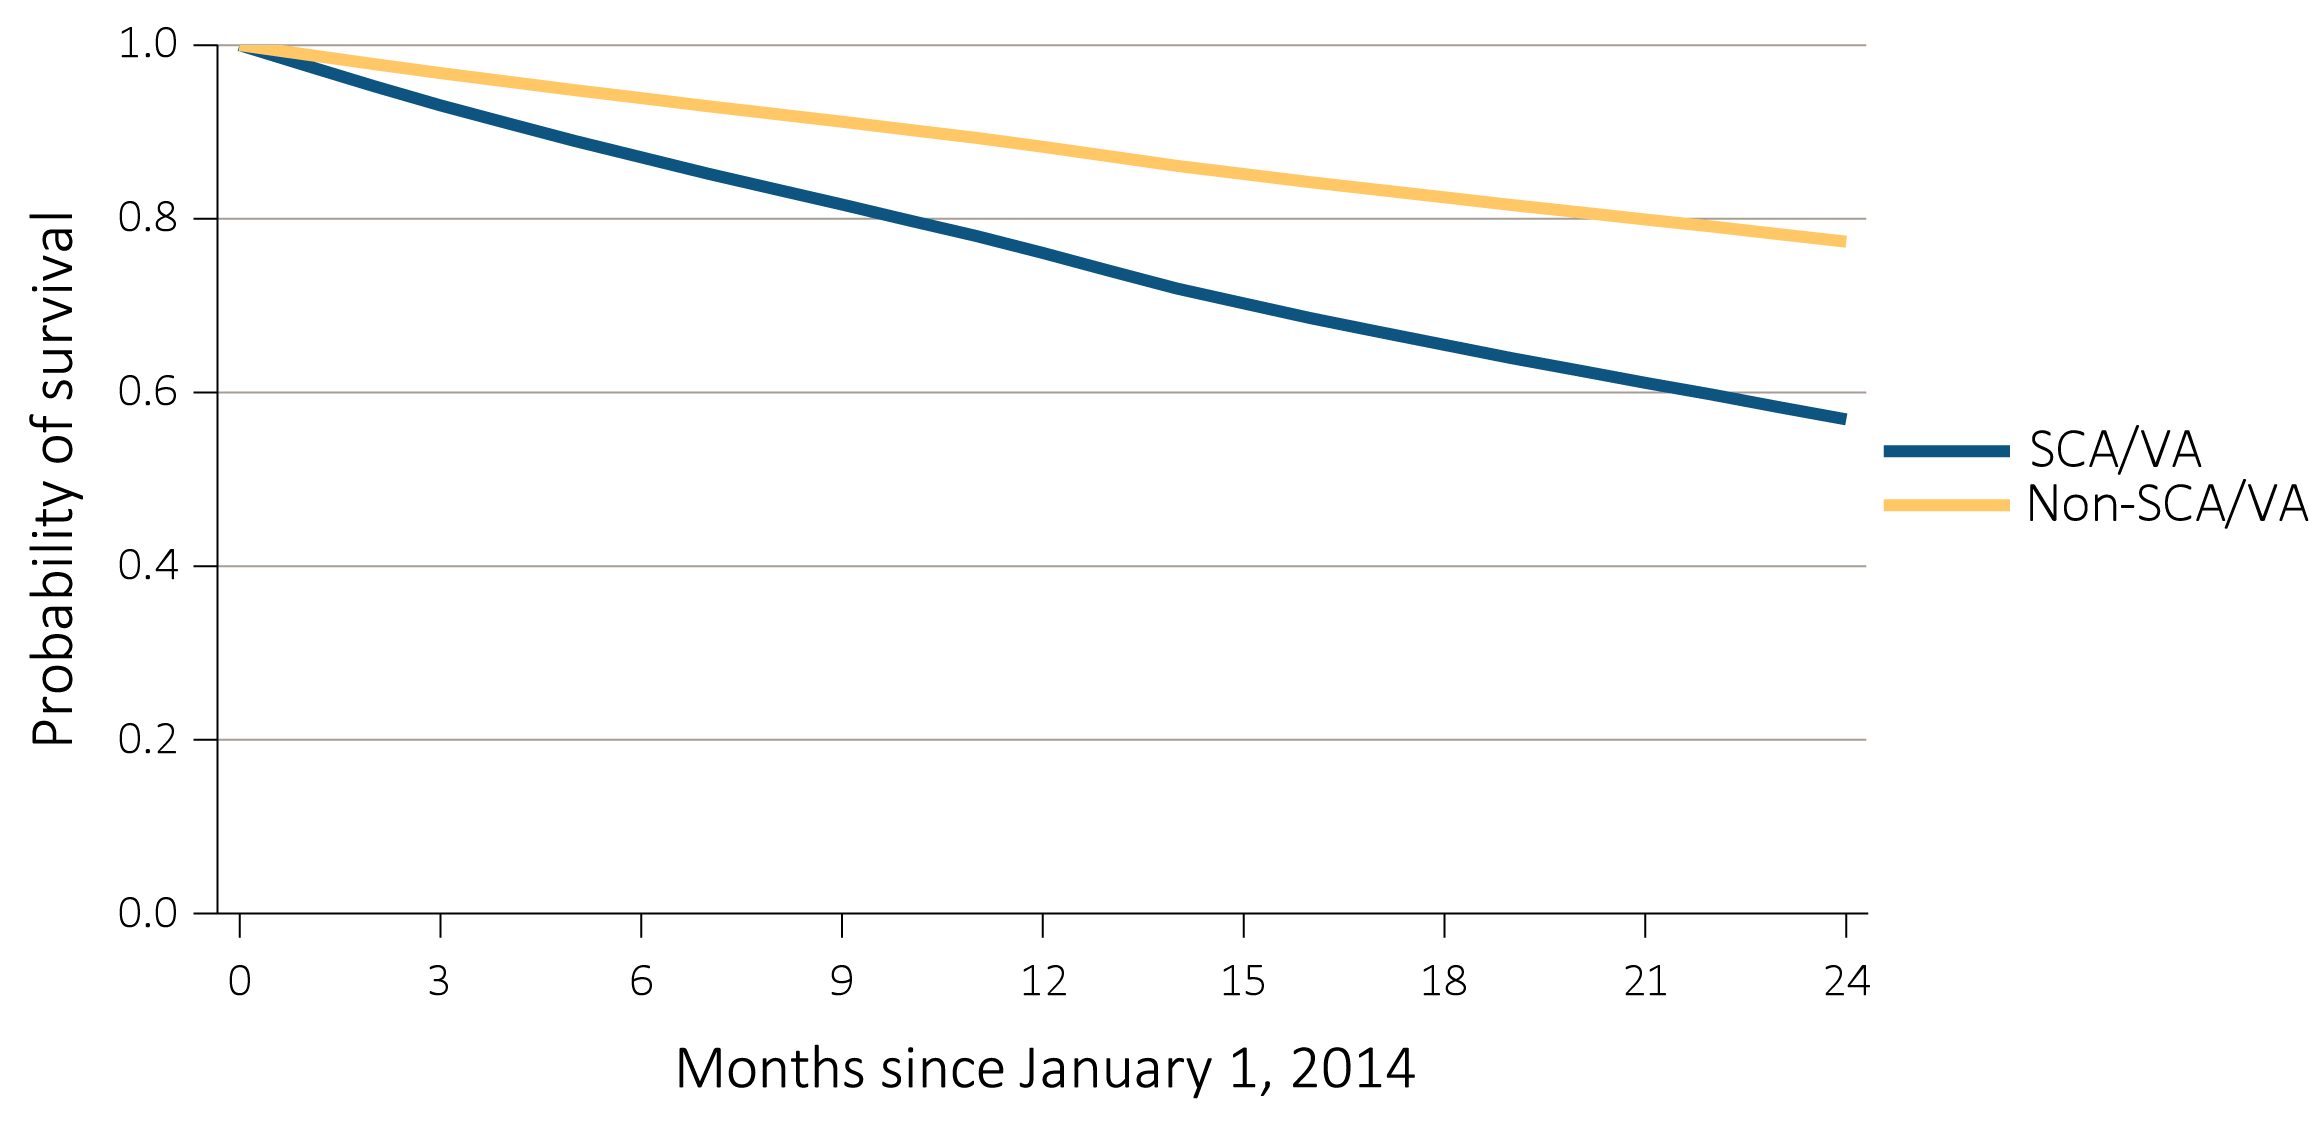 Probability of survival
1.0
0.8
0.6
0.4
0.2
0.0
0 3 6 9 12 15 18 21 24
Months since January 1, 2014
SCA/VA
Non-SCA/VA